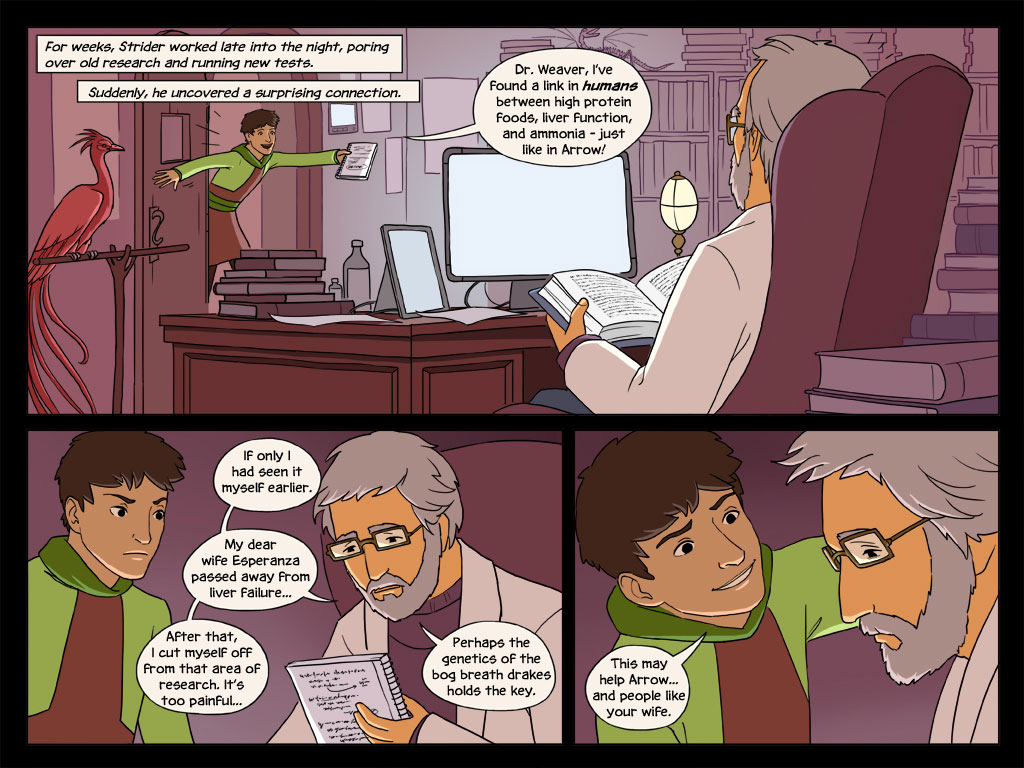 For weeks, Strider worked late into the night, poring
over old research and running new tests.
Suddenly, he uncovered a surprising connection.
Dr. Weaver, I've
found a link in humans
between high protein
foods, liver function,
and ammonia - just
like in Arrow!
If only I
had seen it
myself earlier.
My dear
wife Esperanza
passed away from
liver failure...
After that,
I cut myself off
from that area of
research. It's
too painful...
Perhaps the
genetics of the
bog breath drakes
holds the key.
This may
help Arrow...
and people like
your wife.